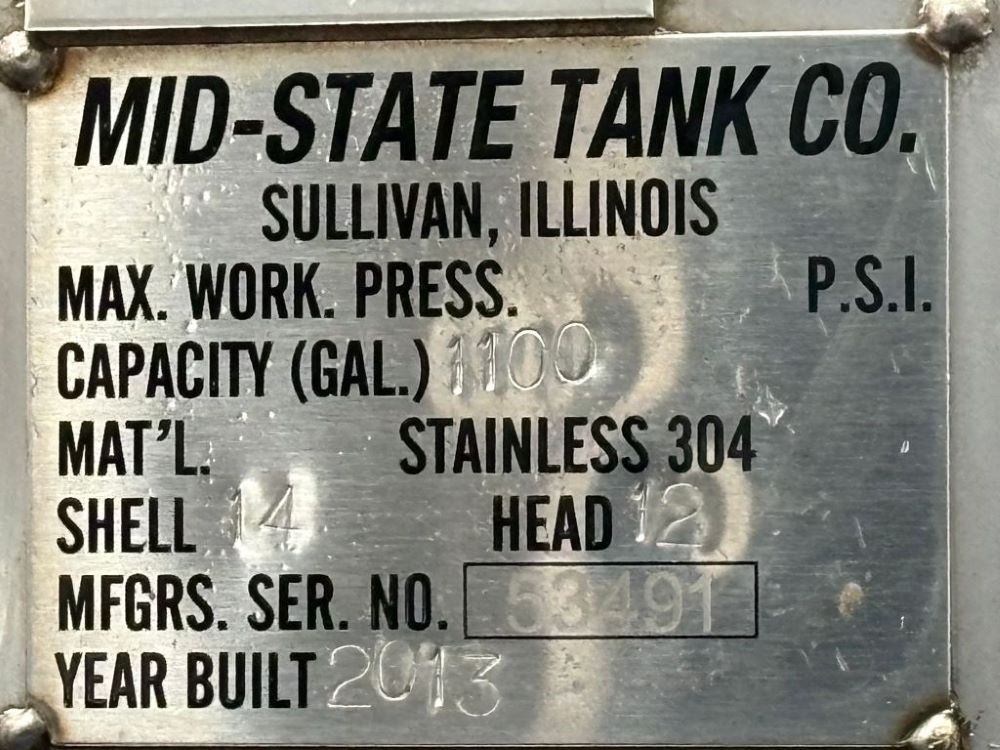 MID-STATE TANK CO.
SULLIVAN, ILLINOIS
MAX. WORK. PRESS. P.S.I.
CAPACITY (GAL.) 1100
MAT'L. STAINLESS 304
SHELL 14 HEAD 12
MFGRS. SER. NO. 53491
YEAR BUILT 2013